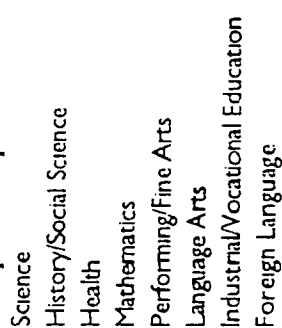 Science
History/Social Science
Health
Mathematics
Performing/Fine Arts
Language Arts
Industrial/Vocational Education
Foreign Language